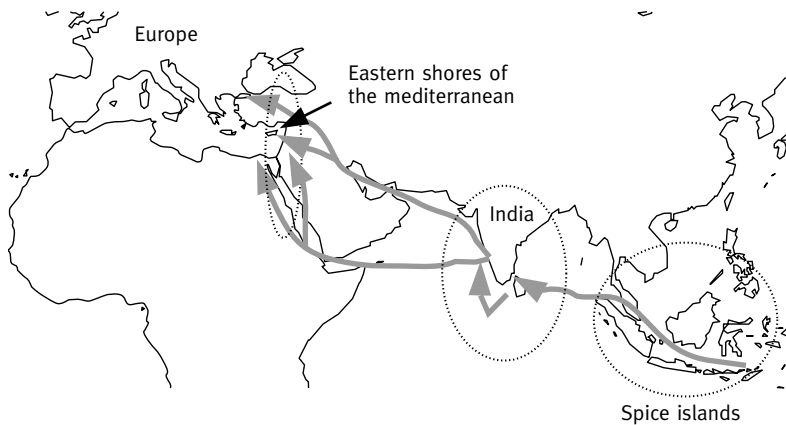 Europe
Eastern shores of
the mediterranean
India
Spice islands